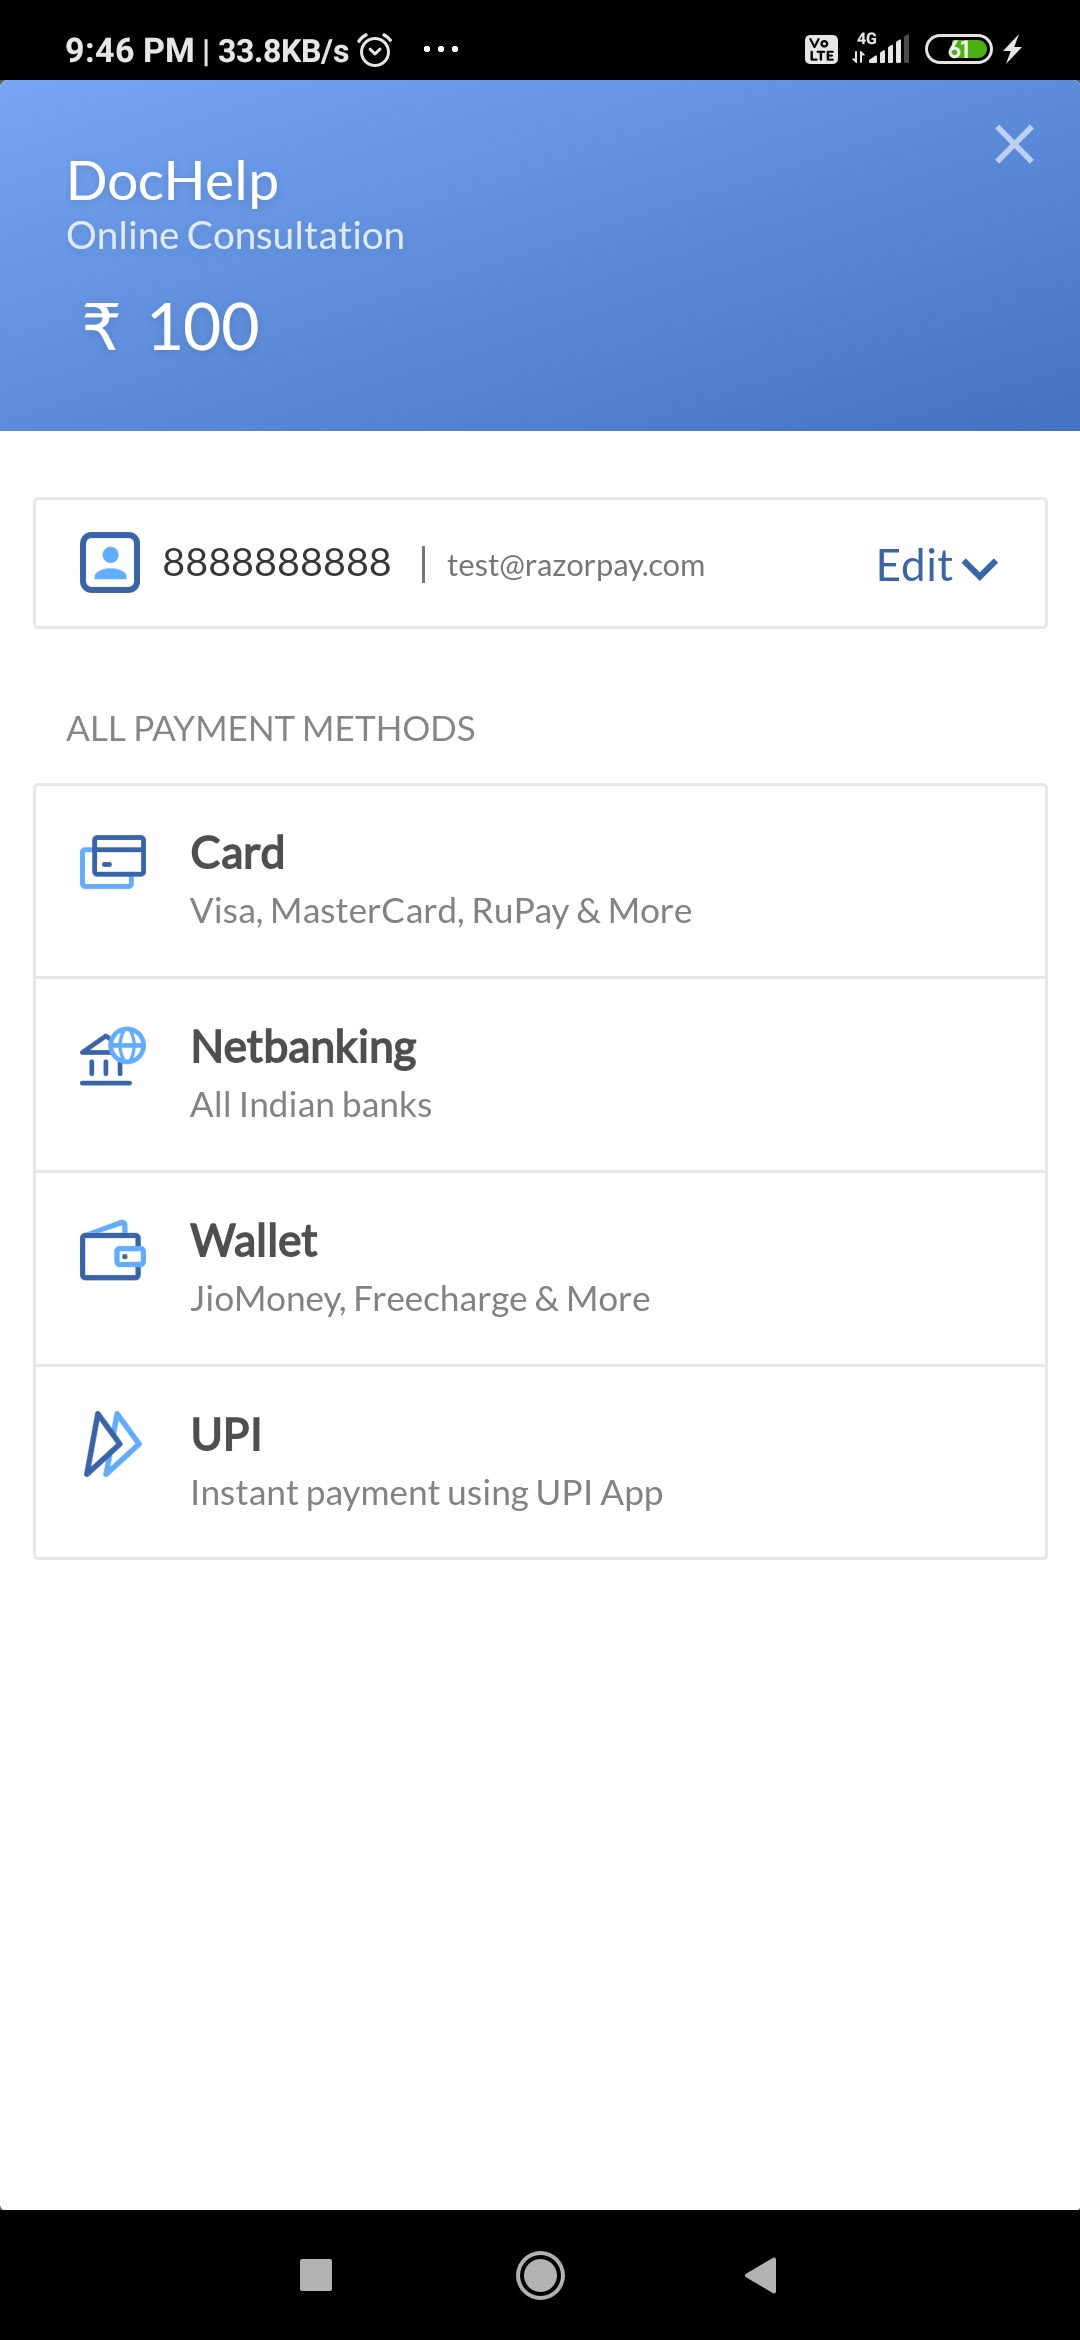 9:46 PM | 33.8KB/s ...
Vo LTE 4G 61
DocHelp
Online Consultation
₹ 100
8888888888 | test@razorpay.com Edit
ALL PAYMENT METHODS
Card
Visa, MasterCard, RuPay & More
Netbanking
All Indian banks
Wallet
JioMoney, Freecharge & More
UPI
Instant payment using UPI App